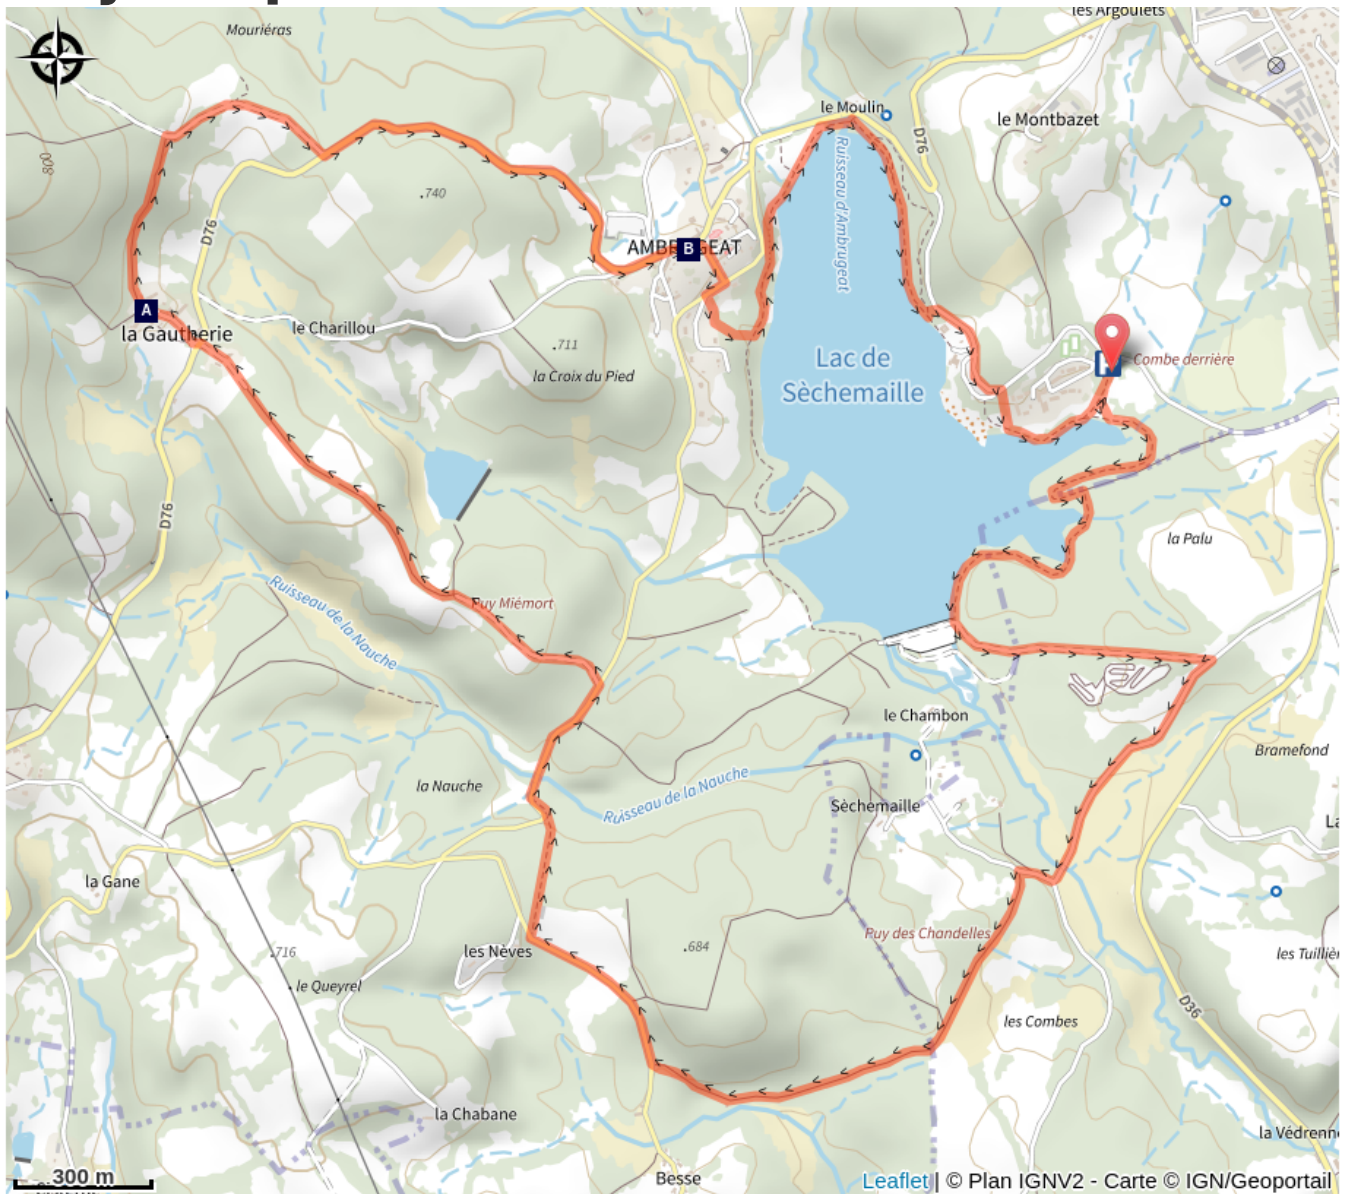 les Argoulets
Mouriéras
le Moulin
le Montbazet
D76
800
Ruisseau d'Ambrugeat
.740
D76
AMBRUGEAT
B
A
la Gautherie
le Charillou
.711
la Croix du Pied
Lac de
Sèchemaille
Combe derrière
D76
la Palu
Ruisseau de la Nauche
Puy Miémort
le Chambon
Bramefond
la Nauche
Ruisseau de la Nauche
Sèchemaille
La
la Gane
Puy des Chandelles
.684
les Nèves
.716
le Queyrel
les Tuillièr
D36
les Combes
la Chabane
la Védrenn
300 m
Besse
Leaflet | © Plan IGNV2 - Carte © IGN/Geoportail